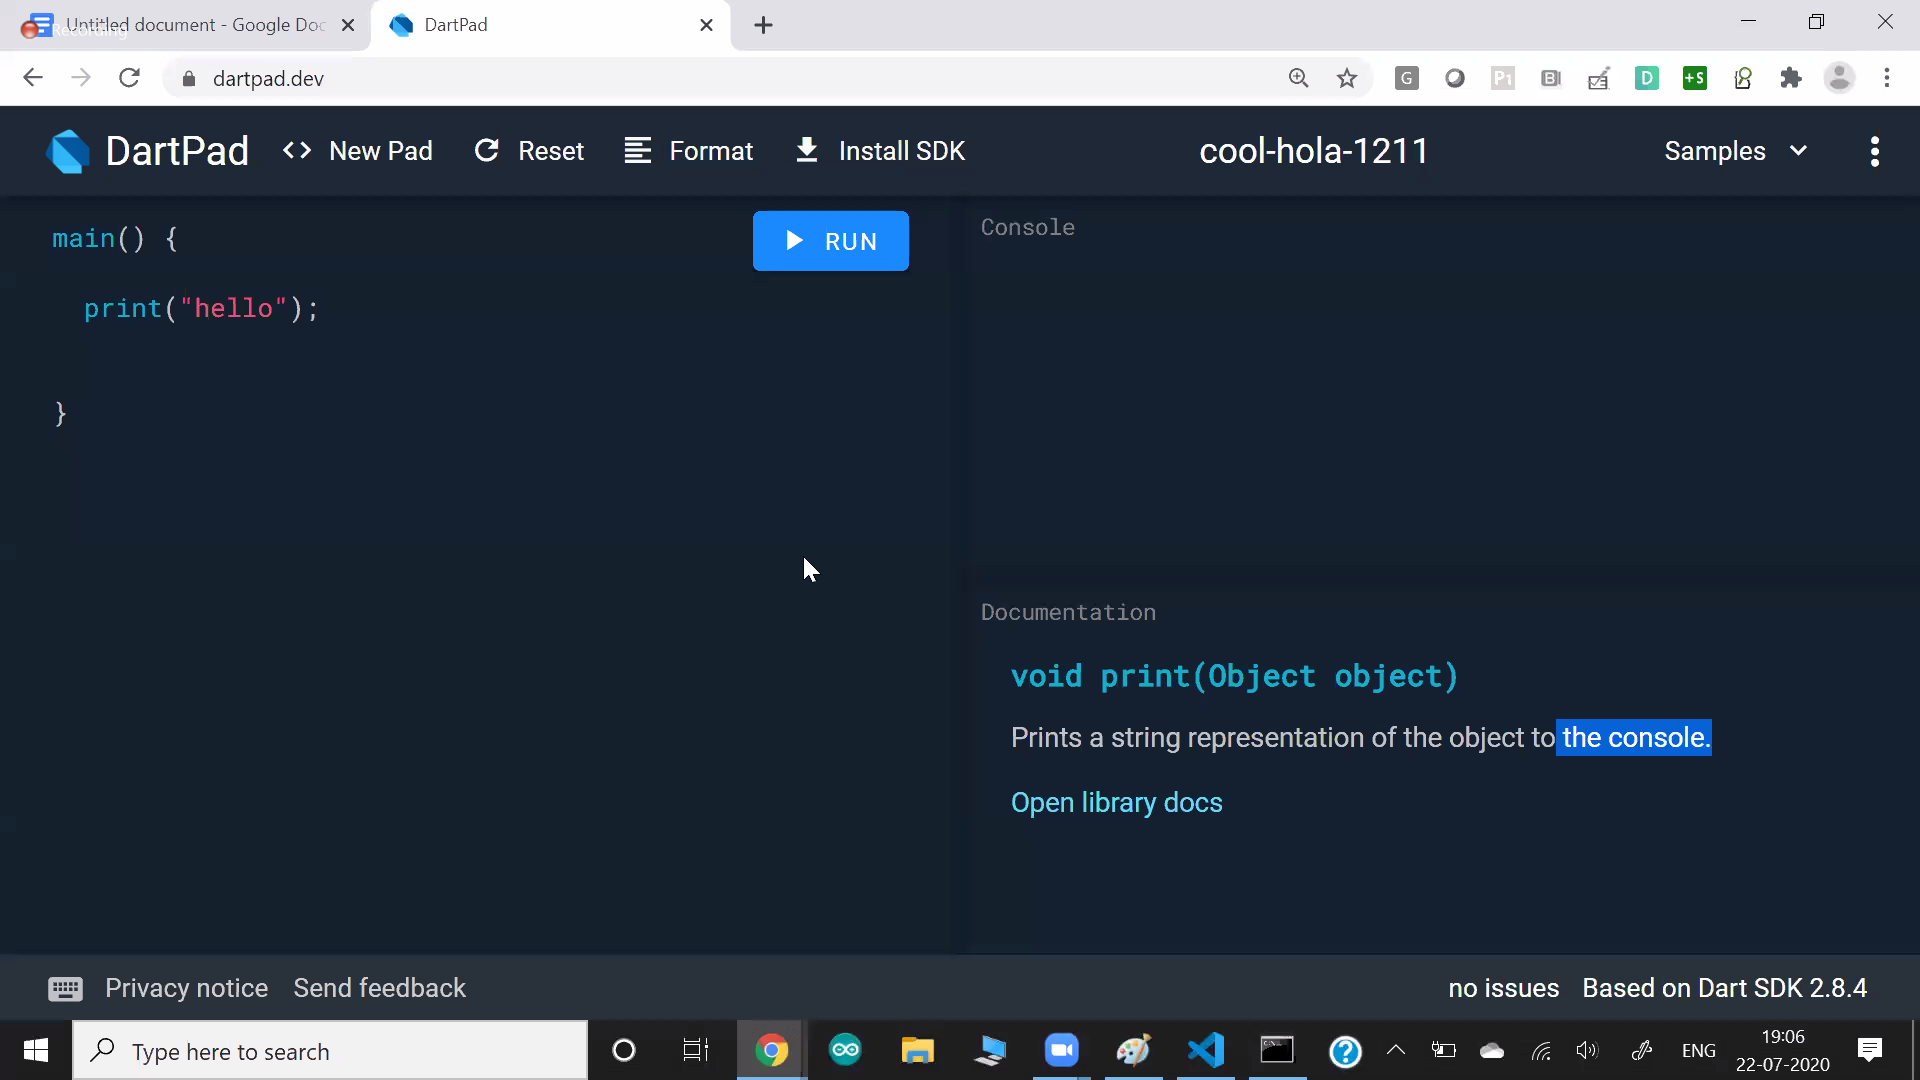 Untitled document - Google Doc
Recording
DartPad
dartpad.dev
DartPad
New Pad
Reset
Format
Install SDK
cool-hola-1211
Samples
main() {
RUN
print("hello");
}
Console
Documentation
void print(Object object)
Prints a string representation of the object to the console.
Open library docs
Privacy notice
Send feedback
no issues
Based on Dart SDK 2.8.4
Type here to search
ENG
19:06
22-07-2020